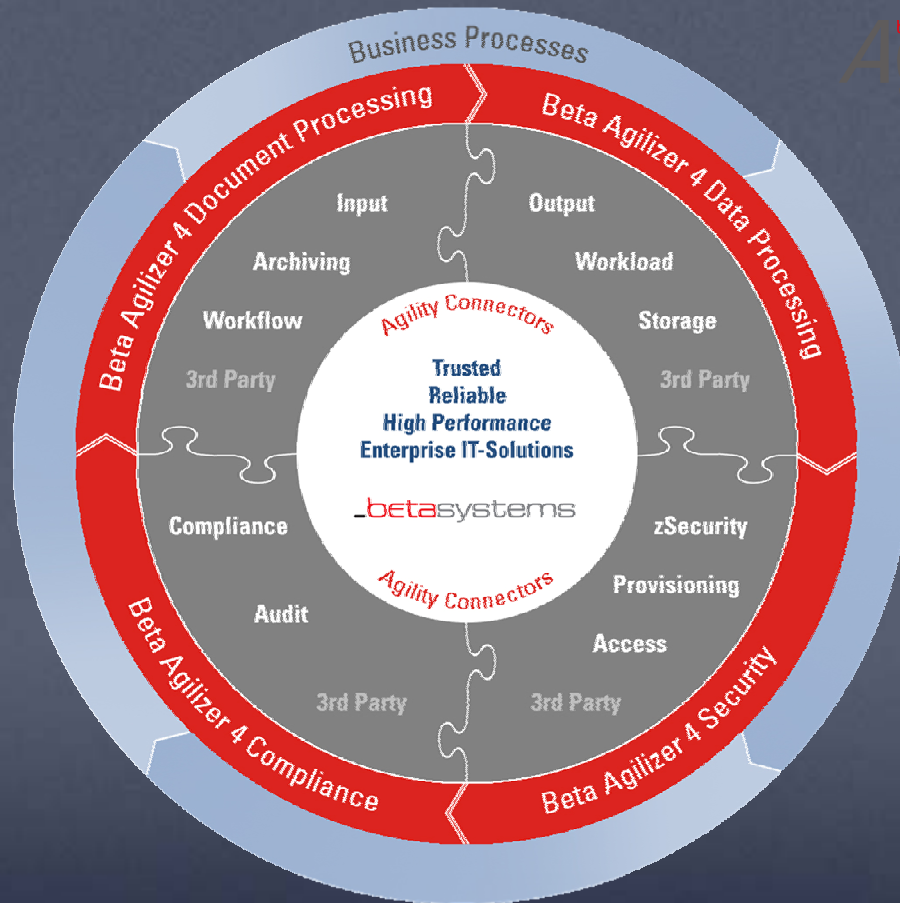 Business Processes
Beta Agilizer 4 Document Processing
Beta Agilizer 4 Data Processing
Input
Archiving
Workflow
3rd Party
Output
Workload
Storage
3rd Party
Agility Connectors
Trusted
Reliable
High Performance
Enterprise IT-Solutions
_betasystems
Agility Connectors
Compliance
Audit
3rd Party
zSecurity
Provisioning
Access
3rd Party
Beta Agilizer 4 Compliance
Beta Agilizer 4 Security